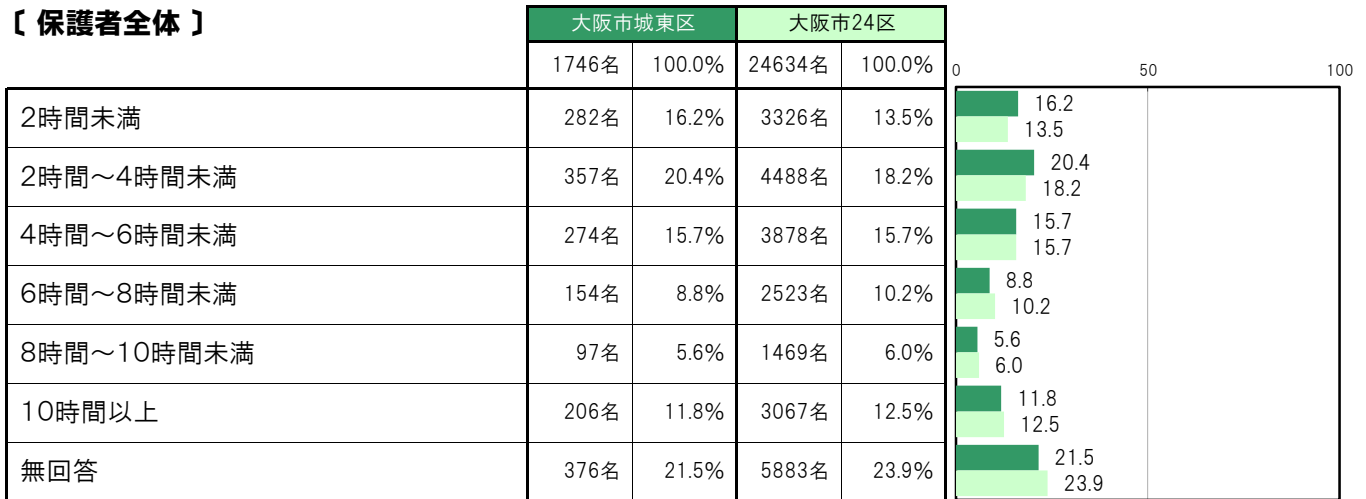 〔 保護者全体 〕
大阪市城東区 大阪市24区
1746名 100.0% 24634名 100.0% 0 50 100
2時間未満 282名 16.2% 3326名 13.5% 16.2
13.5
2時間～4時間未満 357名 20.4% 4488名 18.2% 20.4
18.2
4時間～6時間未満 274名 15.7% 3878名 15.7% 15.7
15.7
6時間～8時間未満 154名 8.8% 2523名 10.2% 8.8
10.2
8時間～10時間未満 97名 5.6% 1469名 6.0% 5.6
6.0
10時間以上 206名 11.8% 3067名 12.5% 11.8
12.5
無回答 376名 21.5% 5883名 23.9% 21.5
23.9